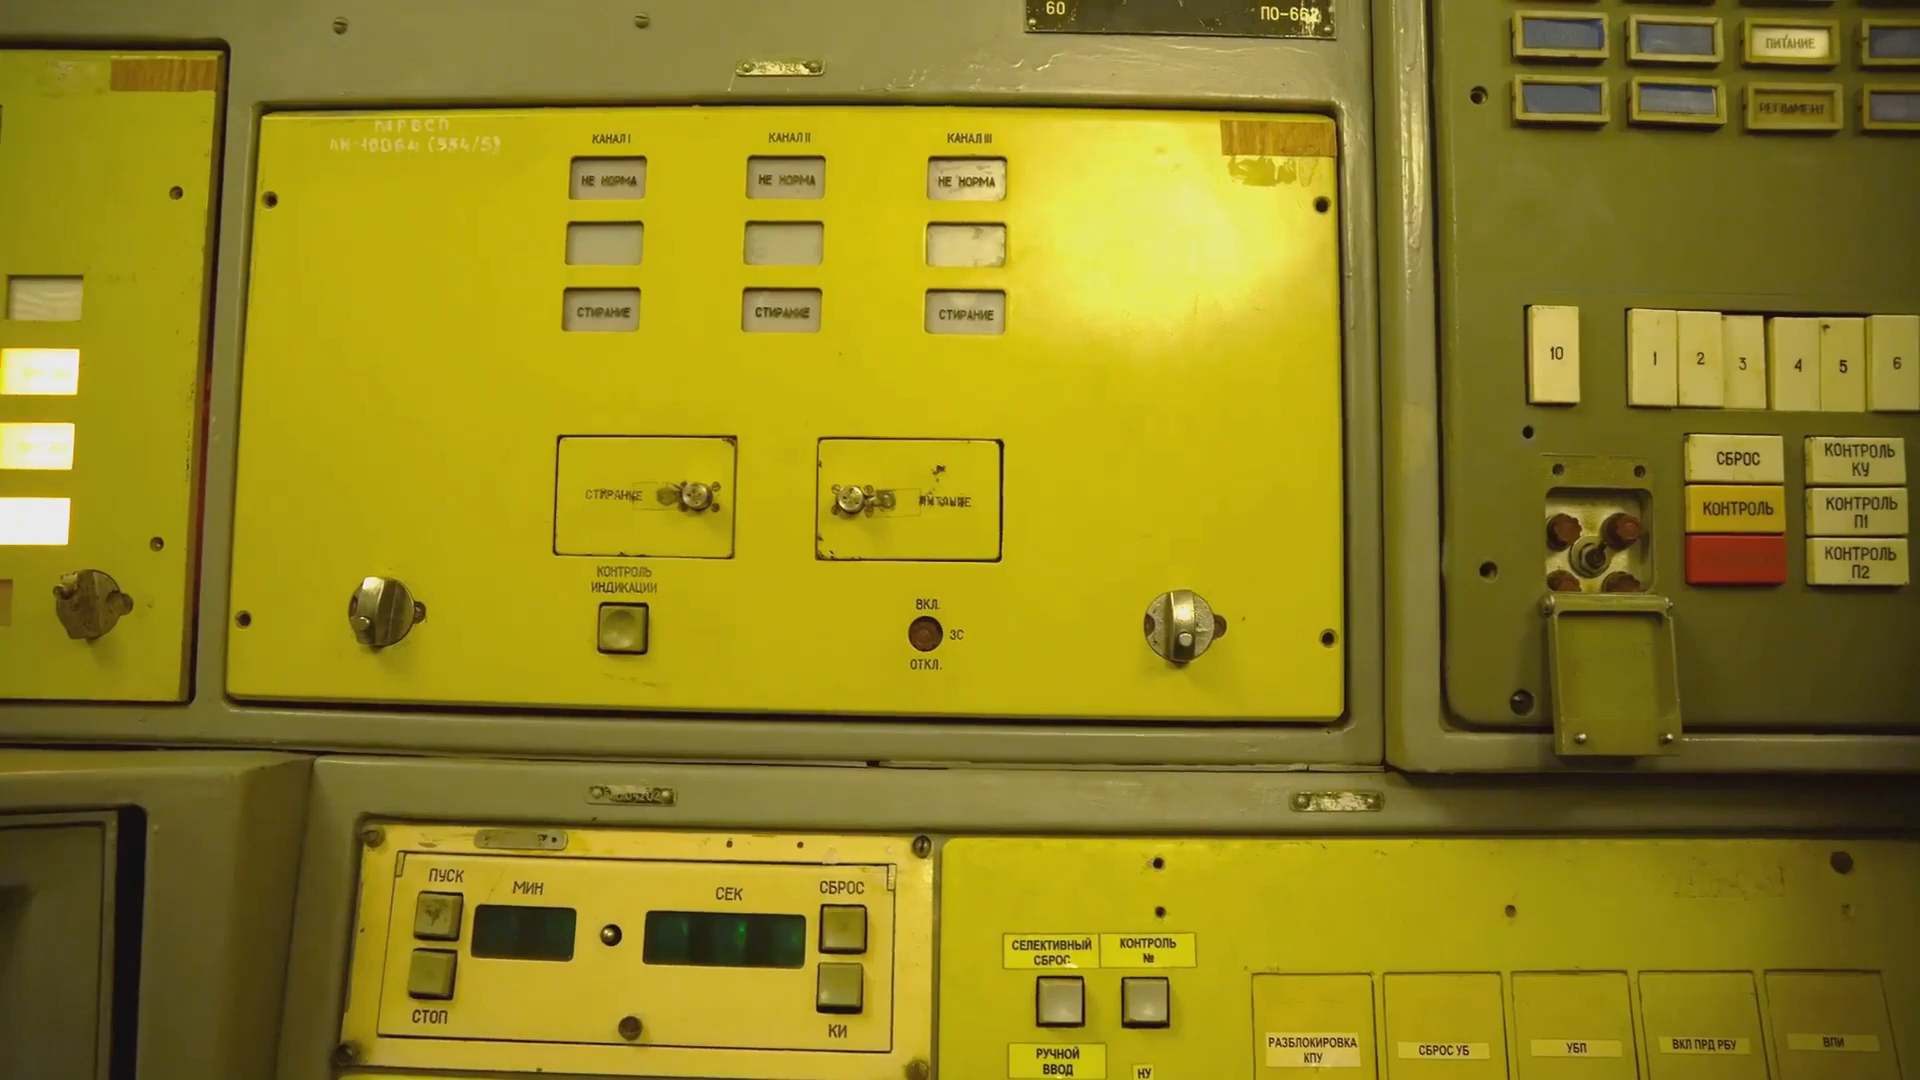 60
ПО-662
ПИТАНИЕ
РЕГЛАМЕНТ
КАНАЛ I
КАНАЛ II
КАНАЛ III
НЕ НОРМА
НЕ НОРМА
НЕ НОРМА
СТИРАНИЕ
СТИРАНИЕ
СТИРАНИЕ
10
1
2
3
4
5
6
СТИРАНИЕ
ПИТАНИЕ
СБРОС
КОНТРОЛЬ
КОНТРОЛЬ
КУ
КОНТРОЛЬ
П1
КОНТРОЛЬ
П2
КОНТРОЛЬ
ИНДИКАЦИИ
ВКЛ.
ЗС
ОТКЛ.
ПУСК
МИН
СЕК
СБРОС
СТОП
КИ
СЕЛЕКТИВНЫЙ
СБРОС
КОНТРОЛЬ
№
РУЧНОЙ
ВВОД
НУ
РАЗБЛОКИРОВКА
КПУ
СБРОС УБ
УБП
ВКЛ ПРД РБУ
ВПИ